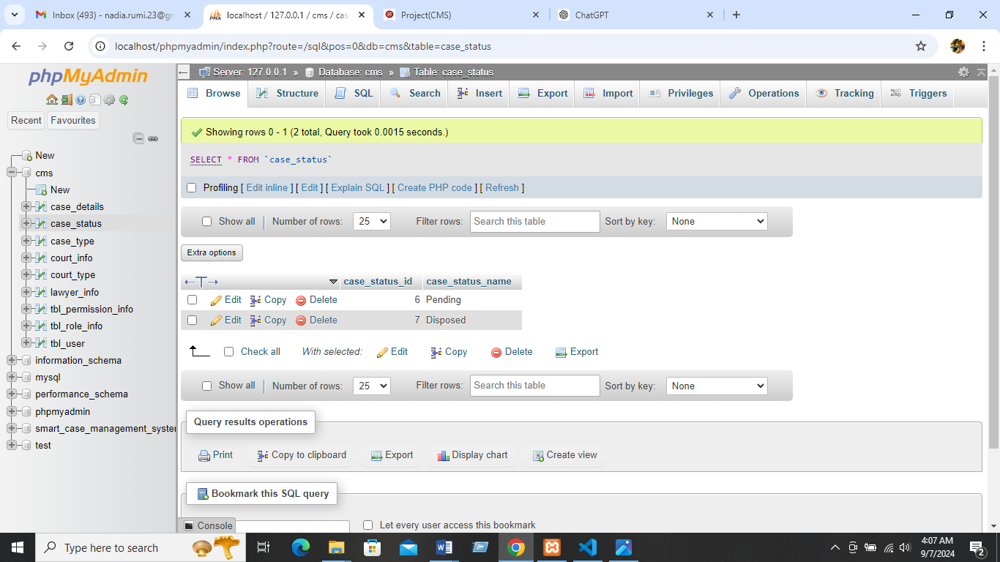 Inbox (493) - nadia.rumi.23@gm
localhost / 127.0.0.1 / cms / cas
Project(CMS)
ChatGPT
localhost/phpmyadmin/index.php?route=/sql&pos=0&db=cms&table=case_status
phpMyAdmin
Recent Favourites
New
cms
New
case_details
case_status
case_type
court_info
court_type
lawyer_info
tbl_permission_info
tbl_role_info
tbl_user
information_schema
mysql
performance_schema
phpmyadmin
smart_case_management_system
test
Server: 127.0.0.1 » Database: cms » Table: case_status
Browse Structure SQL Search Insert Export Import Privileges Operations Tracking Triggers
Showing rows 0 - 1 (2 total, Query took 0.0015 seconds.)
SELECT * FROM `case_status`
Profiling [ Edit inline ] [ Edit ] [ Explain SQL ] [ Create PHP code ] [ Refresh ]
Show all Number of rows: 25 Filter rows: Search this table Sort by key: None
Extra options
case_status_id case_status_name
Edit Copy Delete 6 Pending
Edit Copy Delete 7 Disposed
Check all With selected: Edit Copy Delete Export
Show all Number of rows: 25 Filter rows: Search this table Sort by key: None
Query results operations
Print Copy to clipboard Export Display chart Create view
Bookmark this SQL query
Console
Let every user access this bookmark
Type here to search
4:07 AM
9/7/2024
2